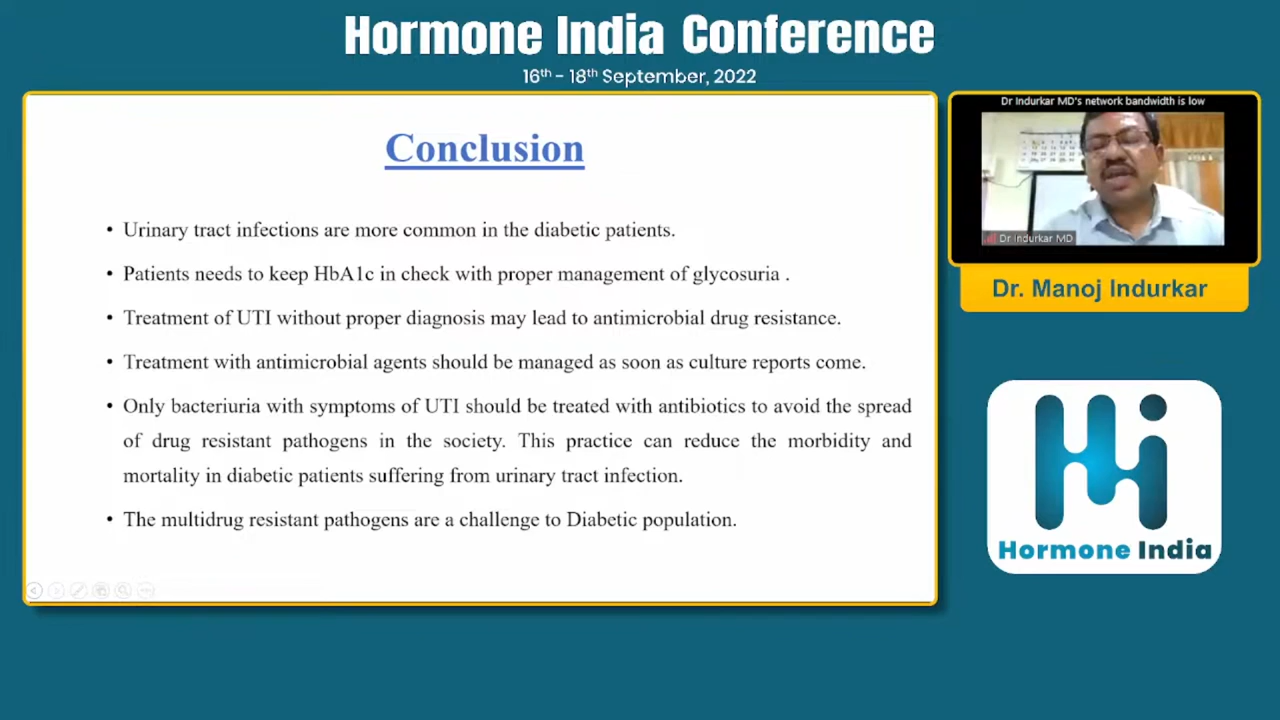 Hormone India Conference
16th - 18th September, 2022
Conclusion
• Urinary tract infections are more common in the diabetic patients.
• Patients needs to keep HbA1c in check with proper management of glycosuria .
• Treatment of UTI without proper diagnosis may lead to antimicrobial drug resistance.
• Treatment with antimicrobial agents should be managed as soon as culture reports come.
• Only bacteriuria with symptoms of UTI should be treated with antibiotics to avoid the spread
of drug resistant pathogens in the society. This practice can reduce the morbidity and
mortality in diabetic patients suffering from urinary tract infection.
• The multidrug resistant pathogens are a challenge to Diabetic population.
Dr Indurkar MD's network bandwidth is low
Dr Indurkar MD
Dr. Manoj Indurkar
Hi
Hormone India